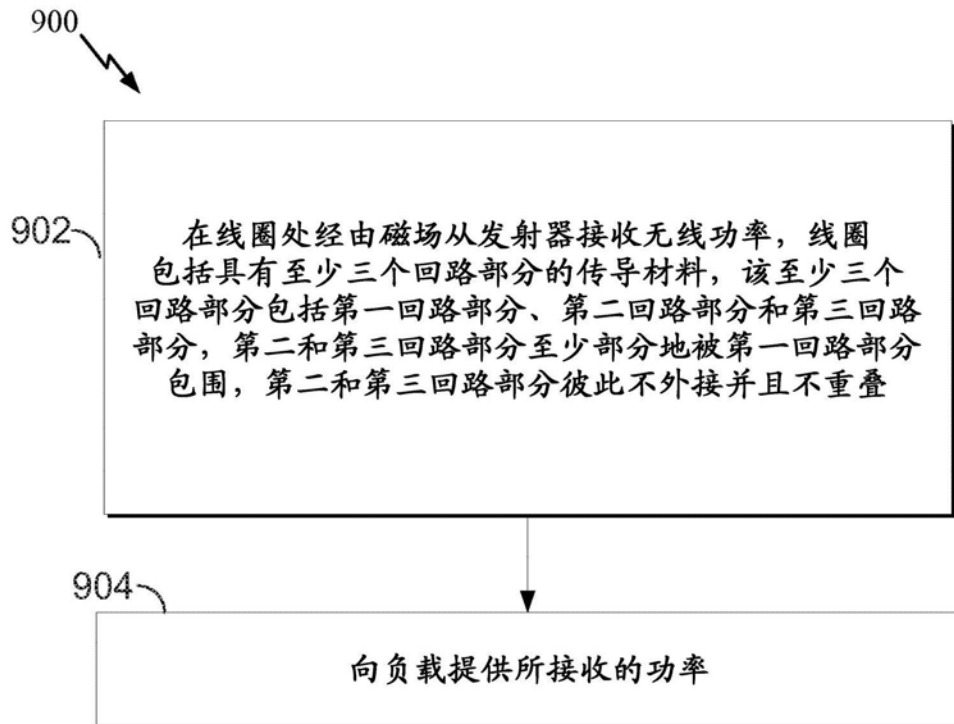 900
902
在线圈处经由磁场从发射器接收无线功率，线圈
包括具有至少三个回路部分的传导材料，该至少三个
回路部分包括第一回路部分、第二回路部分和第三回路
部分，第二和第三回路部分至少部分地被第一回路部分
包围，第二和第三回路部分彼此不外接并且不重叠
904
向负载提供所接收的功率